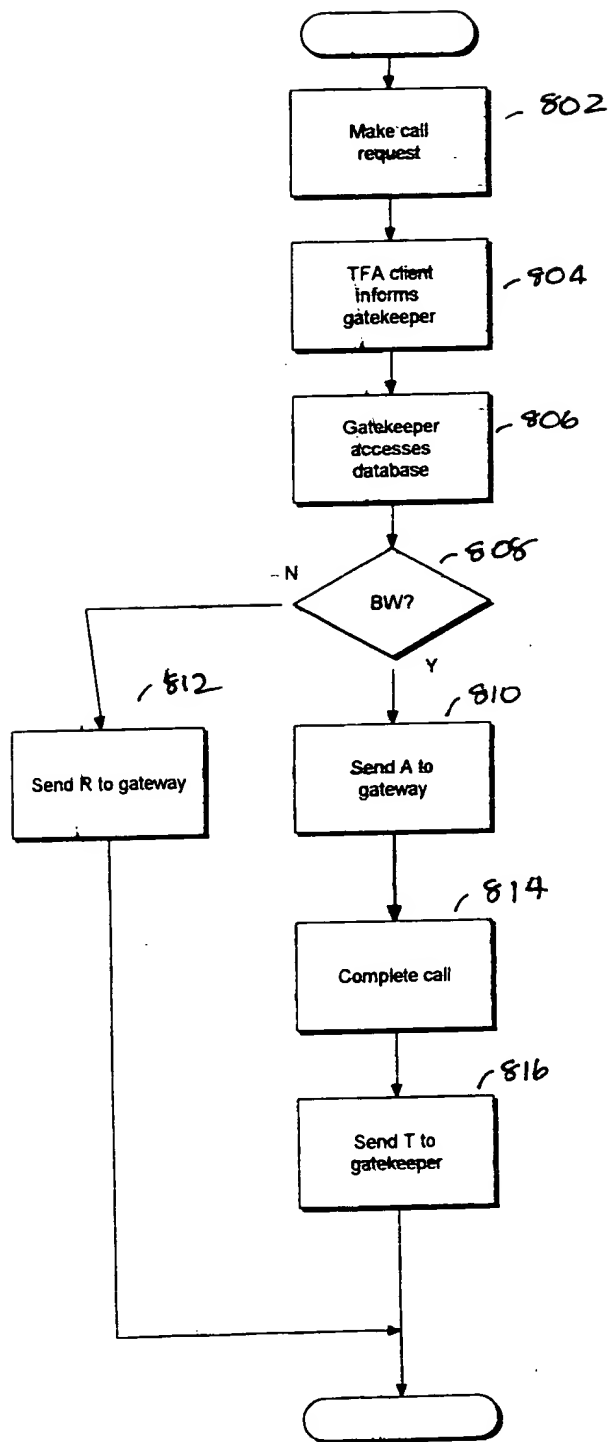 Make call
request
802
TFA client
informs
gatekeeper
804
Gatekeeper
accesses
database
806
808
N
BW?
Y
812
810
Send R to gateway
Send A to
gateway
814
Complete call
816
Send T to
gatekeeper